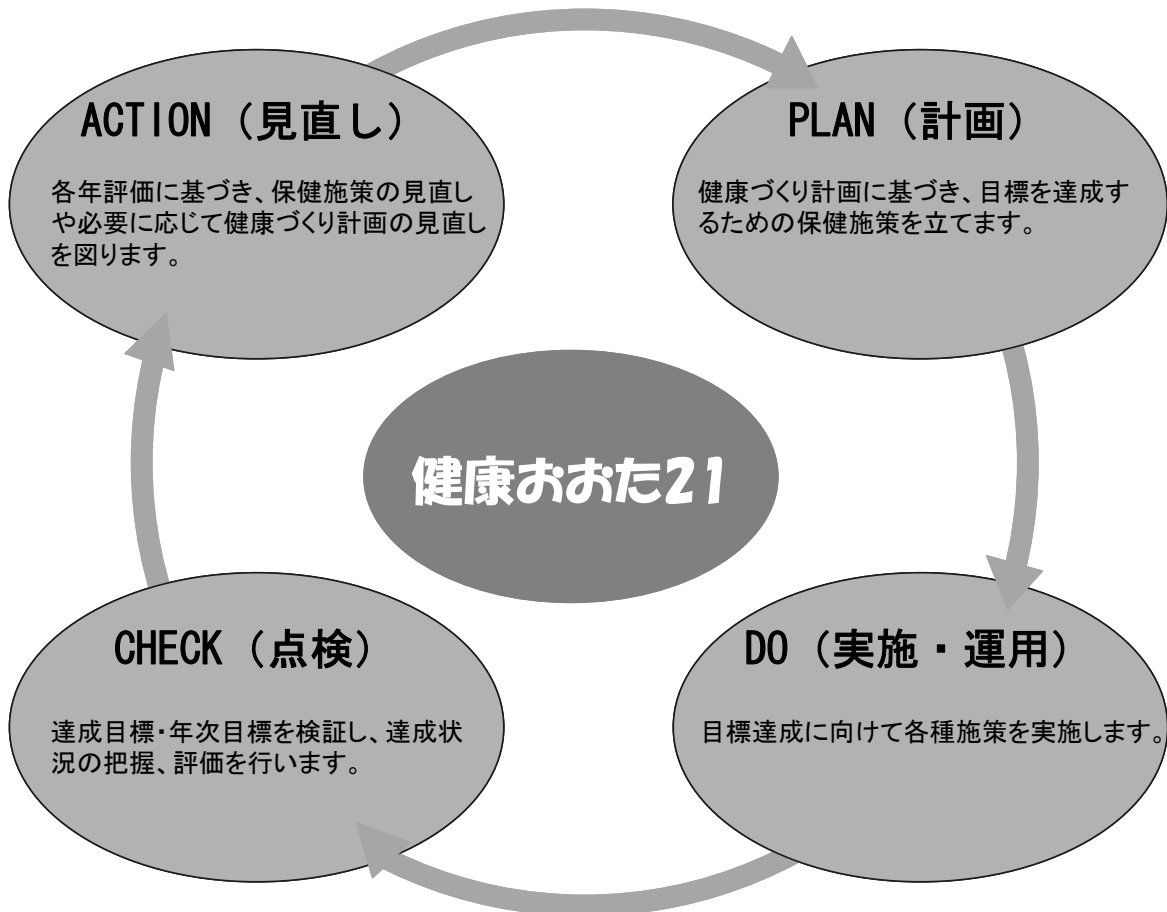 ACTION（見直し）
各年評価に基づき、保健施策の見直し
や必要に応じて健康づくり計画の見直し
を図ります。
PLAN（計画）
健康づくり計画に基づき、目標を達成す
るための保健施策を立てます。
健康おおた21
CHECK（点検）
達成目標・年次目標を検証し、達成状
況の把握、評価を行います。
DO（実施・運用）
目標達成に向けて各種施策を実施します。